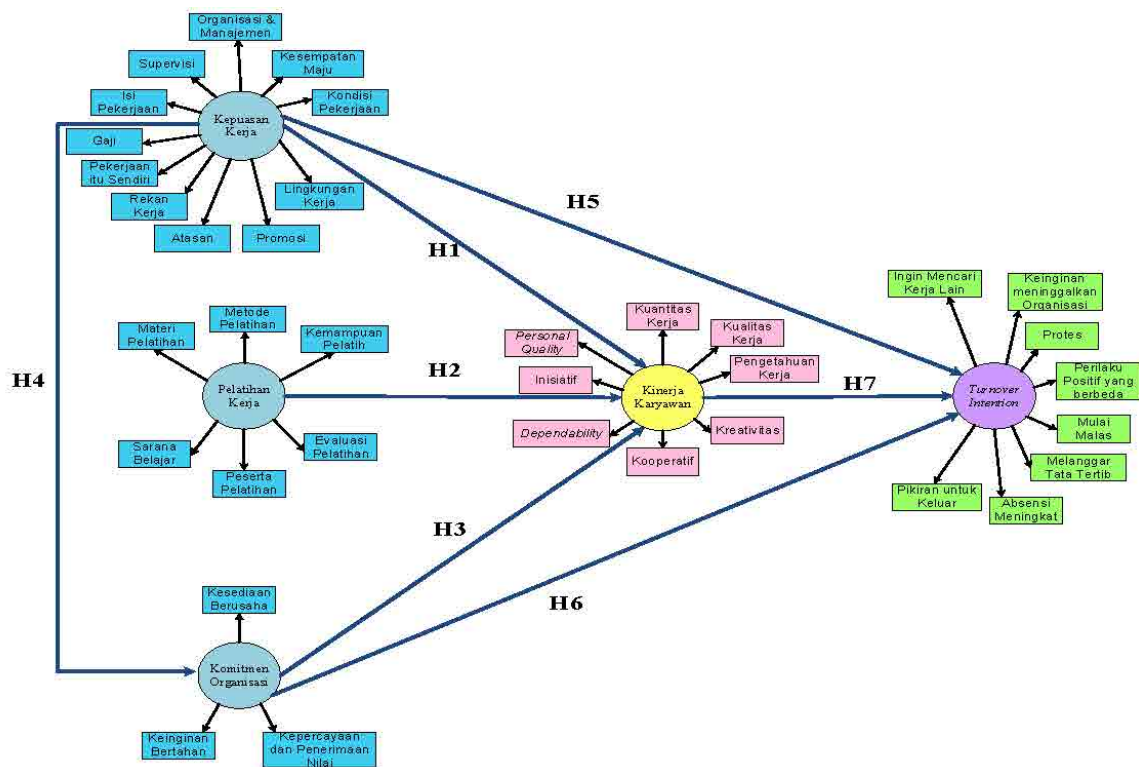 Organisasi &
Manajemen
Supervisi
Kesempatan
Maju
Isi
Pekerjaan
Kondisi
Pekerjaan
Kepuasan
Kerja
Gaji
Pekerjaan
itu Sendiri
Lingkungan
Kerja
Rekan
Kerja
Atasan
Promosi
H5
H1
Ingin Mencari
Kerja Lain
Keinginan
meninggalkan
Organisasi
Metode
Pelatihan
Materi
Pelatihan
Kemampuan
Pelatih
Kuantitas
Kerja
Personal
Quality
Kualitas
Kerja
Protes
H4
H2
Pengetahuan
Kerja
H7
Perilaku
Positif yang
berbeda
Inisiatif
Pelatihan
Kerja
Kinerja
Karyawan
Turnover
Intention
Dependability
Kreativitas
Mulai
Malas
Sarana
Belajar
Evaluasi
Pelatihan
Kooperatif
Melanggar
Tata Tertib
Peserta
Pelatihan
Pikiran untuk
Keluar
Absensi
Meningkat
H3
H6
Kesediaan
Berusaha
Komitmen
Organisasi
Keinginan
Bertahan
Kepercayaan
dan Penerimaan
Nilai